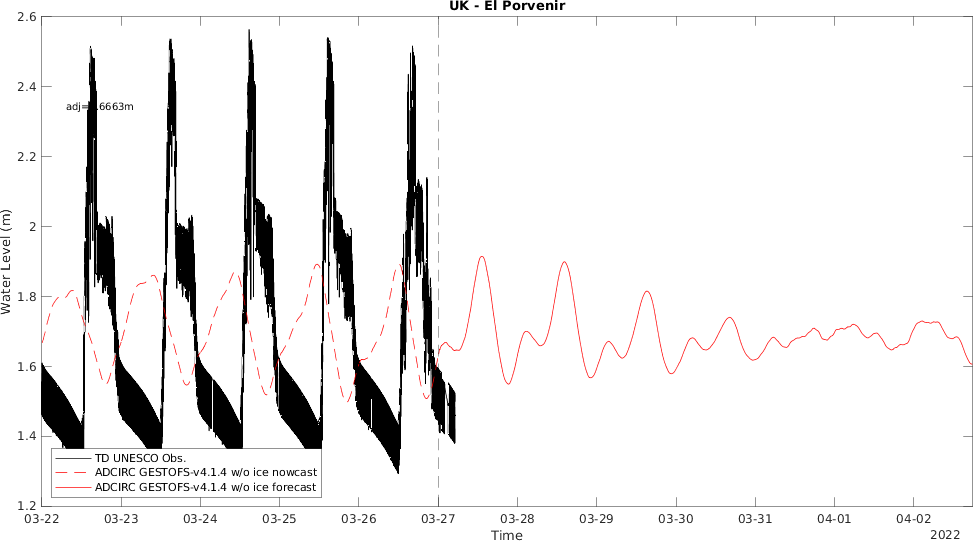 UK - El Porvenir
2.6
2.4
2.2
2
1.8
1.6
1.4
1.2
Water Level (m)
6663m
TD UNESCO Obs.
ADCIRC GESTOFS-v4.1.4 w/o ice nowcast
ADCIRC GESTOFS-v4.1.4 w/o ice forecast
03-22 03-23 03-24 03-25 03-26 03-27 03-28 03-29 03-30 03-31 04-01 04-02
Time
2022